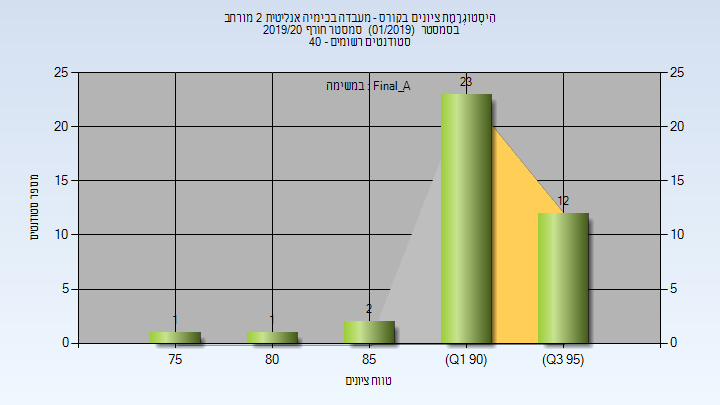 הִיסְטוֹגְרָמַת ציונים בקורס - מעבדה בכימיה אנליטית 2 מורחב
בסמסטר (01/2019) סמסטר חורף 2019/20
סטודנטים רשומים - 40
במשימה : Final_A
מספר סטודנטים
25 25
20 20
15 15
10 10
5 5
0 0
1 1 2 23 12
75 80 85 (Q1 90) (Q3 95)
טווח ציונים